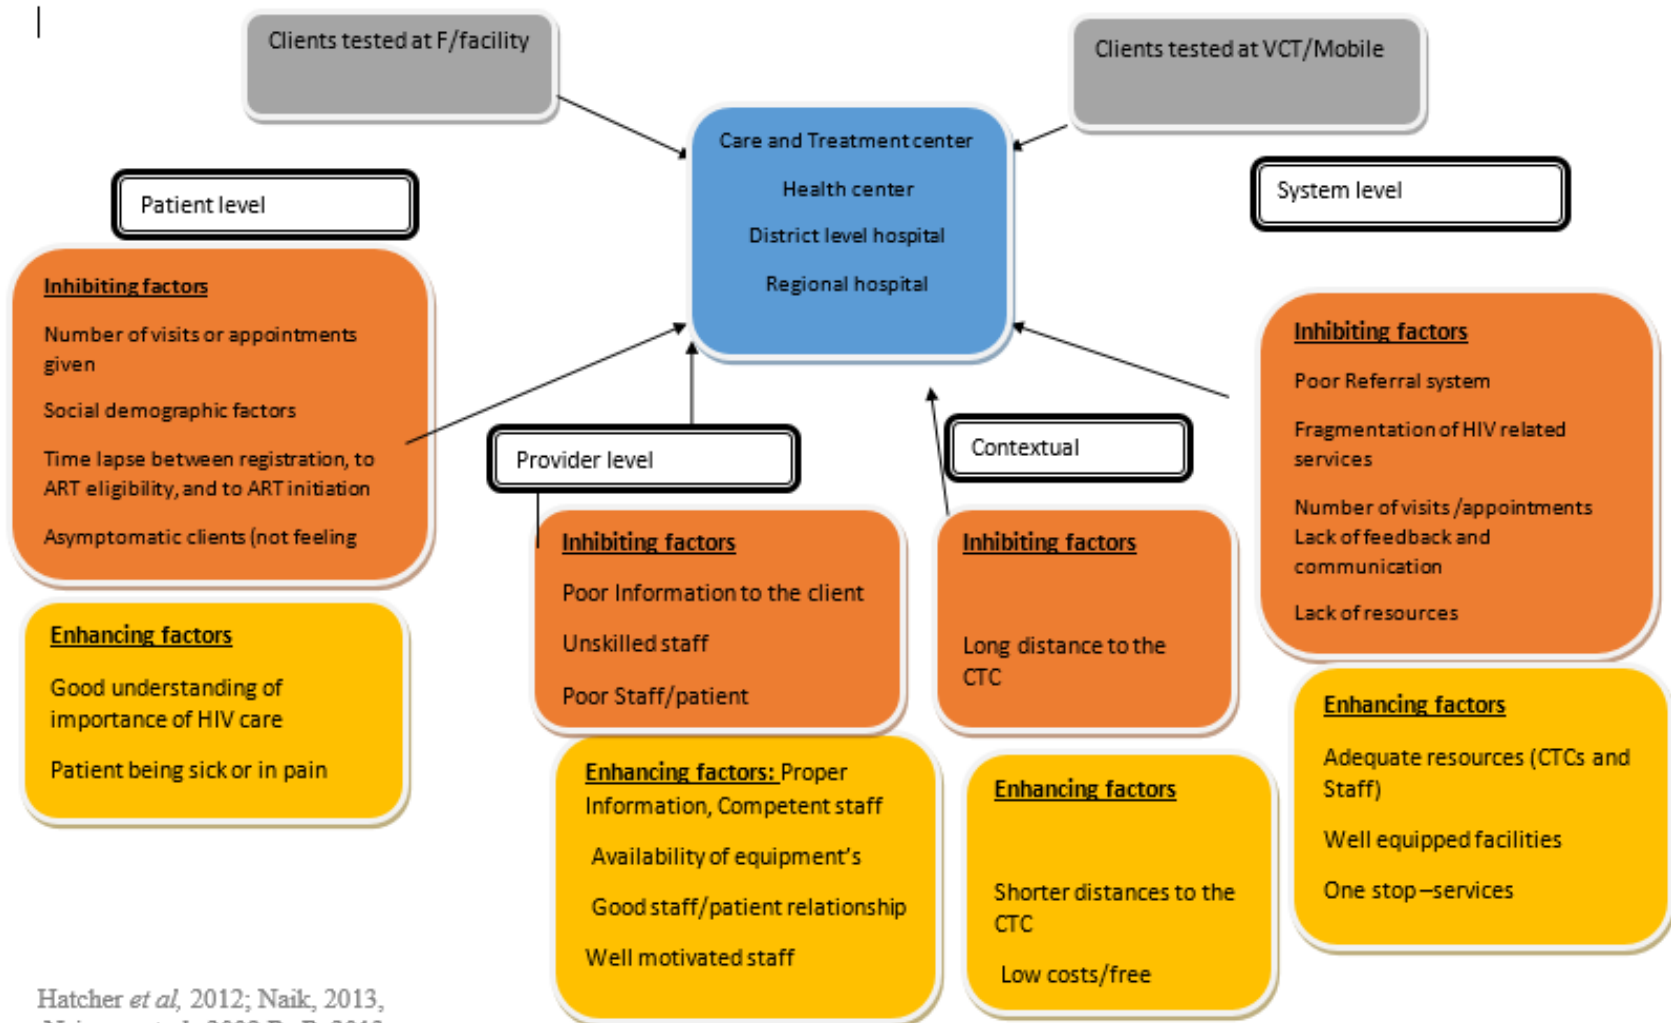 Clients tested at F/facility
Clients tested at VCT/Mobile
Care and Treatment center
Health center
District level hospital
Regional hospital
Patient level
System level
Inhibiting factors
Number of visits or appointments
given
Social demographic factors
Time lapse between registration, to
ART eligibility, and to ART initiation
Asymptomatic clients (not feeling
Enhancing factors
Good understanding of
importance of HIV care
Patient being sick or in pain
Provider level
Inhibiting factors
Poor Information to the client
Unskilled staff
Poor Staff/patient
Enhancing factors: Proper
Information, Competent staff
Availability of equipment's
Good staff/patient relationship
Well motivated staff
Contextual
Inhibiting factors
Long distance to the
CTC
Enhancing factors
Shorter distances to the
CTC
Low costs/free
Inhibiting factors
Poor Referral system
Fragmentation of HIV related
services
Number of visits /appointments
Lack of feedback and
communication
Lack of resources
Enhancing factors
Adequate resources (CTCs and
Staff)
Well equipped facilities
One stop –services
Hatcher et al, 2012; Naik, 2013,